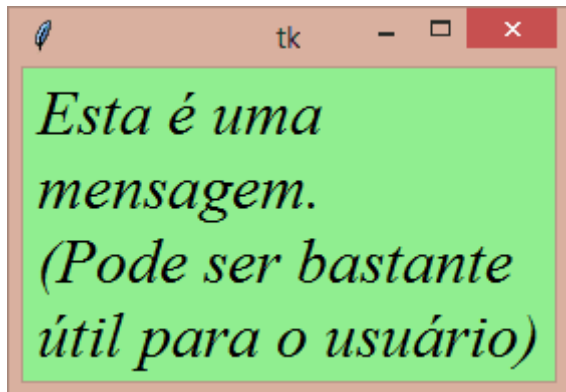 tk
Esta é uma
mensagem.
(Pode ser bastante
útil para o usuário)